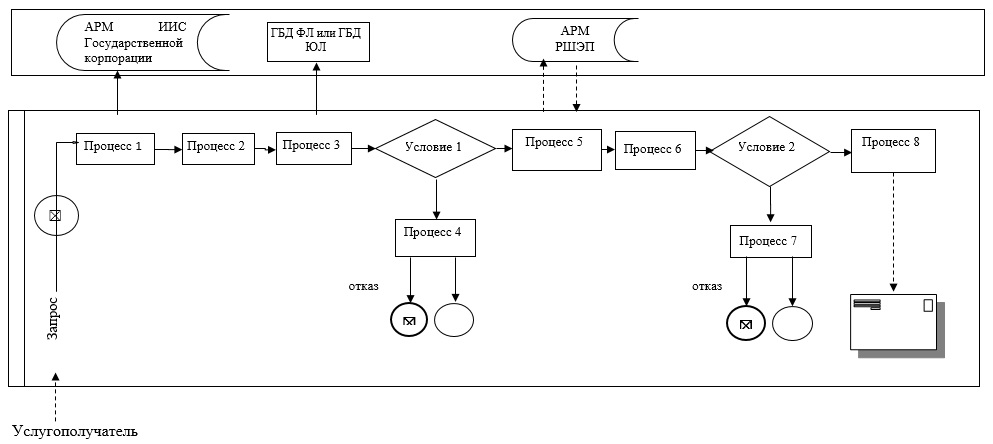 АРМ ИИС
Государственной
корпорации
ГБД ФЛ или ГБД
ЮЛ
АРМ
РШЭП
Процесс 1
Процесс 2
Процесс 3
Условие 1
Процесс 5
Процесс 6
Условие 2
Процесс 8
Процесс 4
Процесс 7
отказ
отказ
Запрос
Услугополучатель